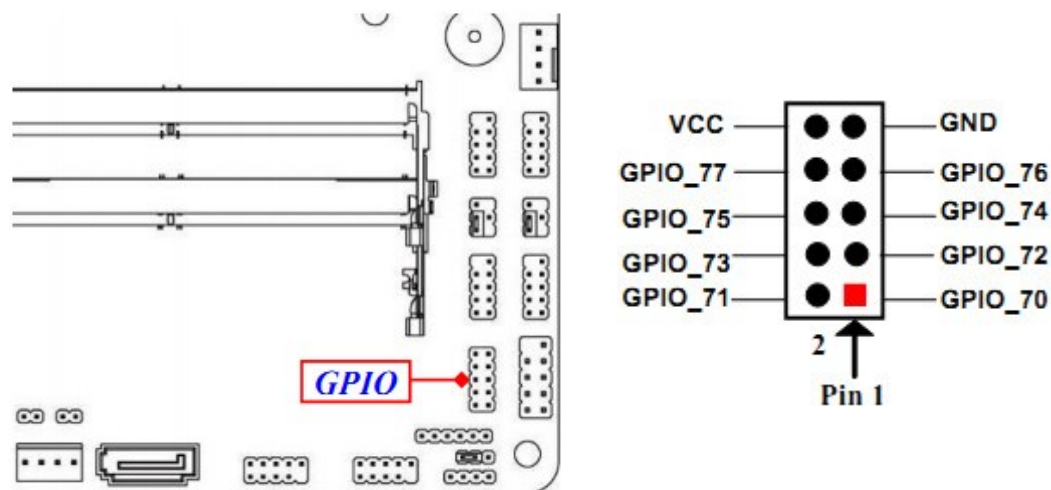 GPIO
VCC GND
GPIO_77 GPIO_76
GPIO_75 GPIO_74
GPIO_73 GPIO_72
GPIO_71 GPIO_70
2
Pin 1